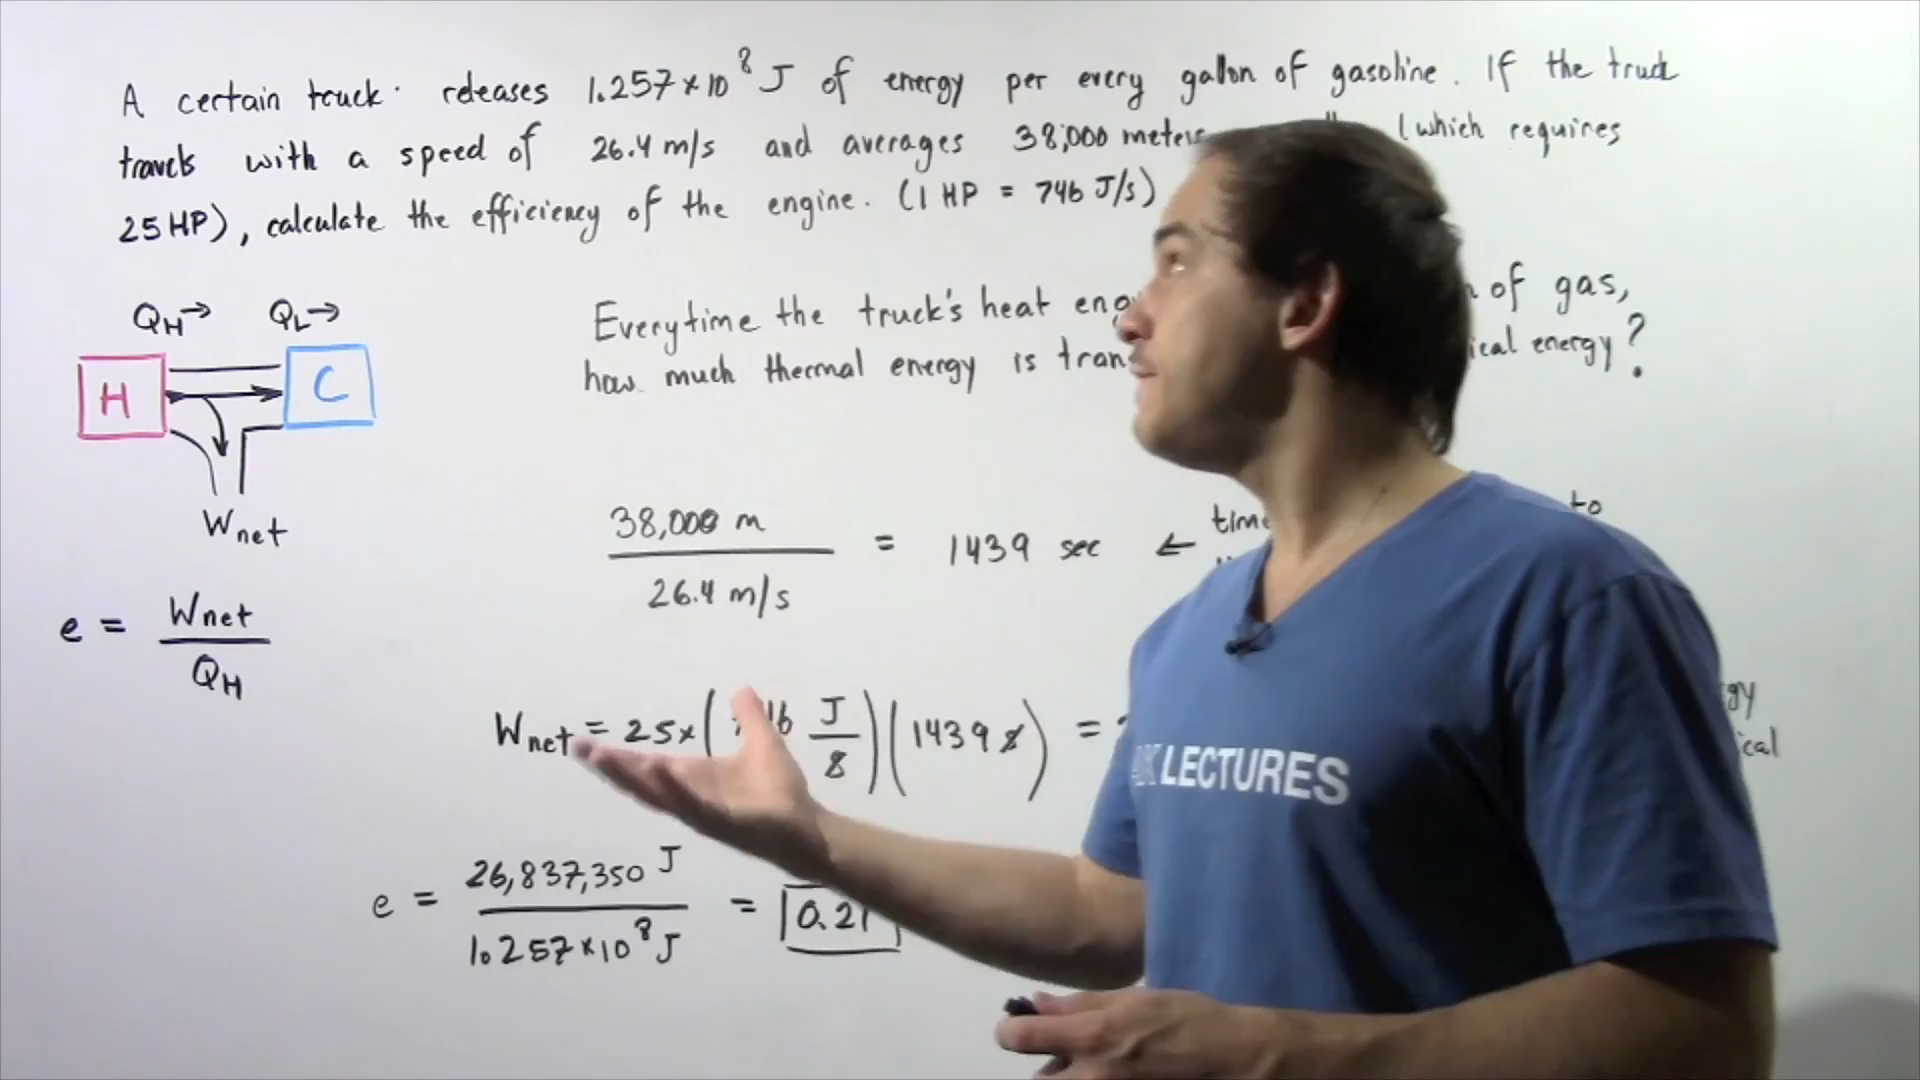 A certain truck releases 1.257×10⁸ J of energy per every gallon of gasoline. If the truck
travels with a speed of 26.4 m/s and averages 38,000 meters (which requires
25 HP), calculate the efficiency of the engine. (1 HP = 746 J/s)
QH→ QL→
H C
Wnet
e = Wnet / QH
Everytime the truck's heat of gas,
how much thermal energy is energy?
38,000 m / 26.4 m/s = 1439 sec ← to
Wnet = 25× ( J/s ) (1439 s) =
e = 26,837,350 J / 1.257×10⁸ J = 0.21
LECTURES